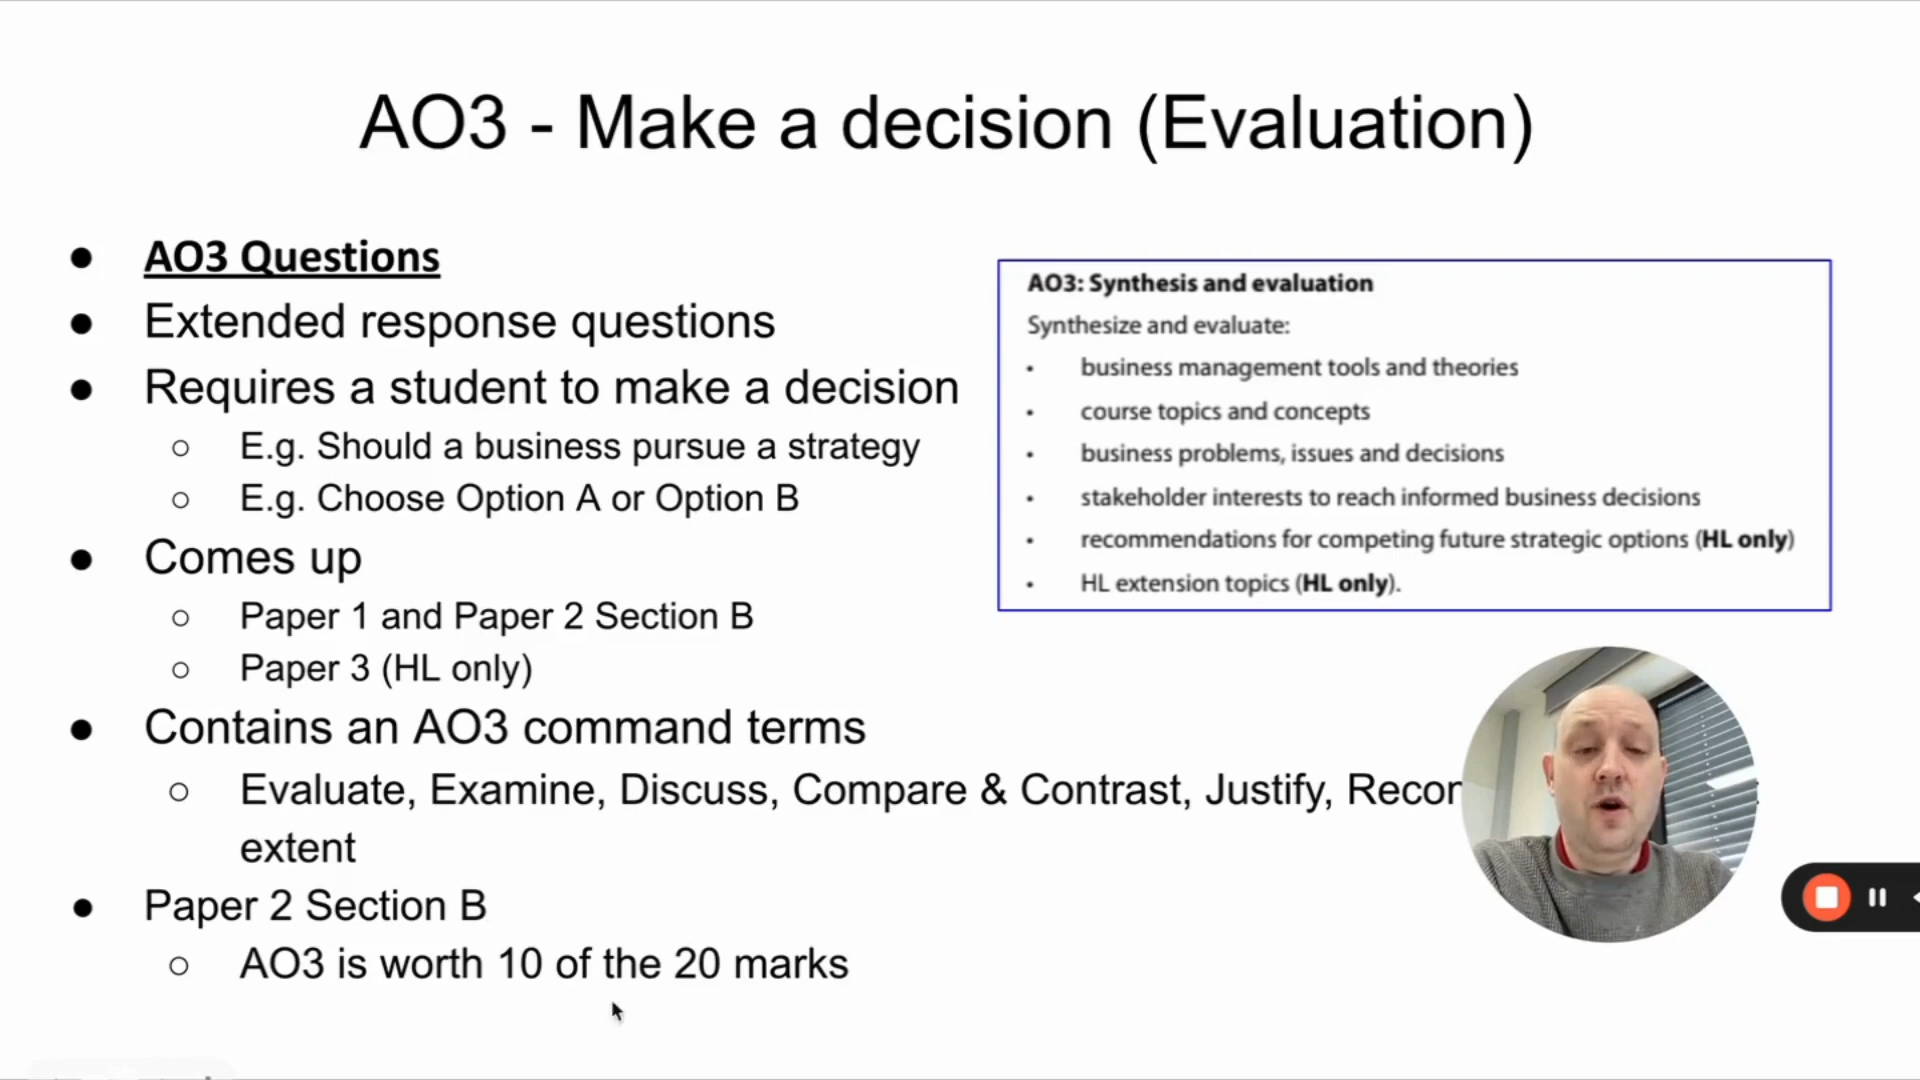 AO3 - Make a decision (Evaluation)
AO3 Questions
Extended response questions
Requires a student to make a decision
E.g. Should a business pursue a strategy
E.g. Choose Option A or Option B
Comes up
Paper 1 and Paper 2 Section B
Paper 3 (HL only)
Contains an AO3 command terms
Evaluate, Examine, Discuss, Compare & Contrast, Justify,
extent
Paper 2 Section B
AO3 is worth 10 of the 20 marks
AO3: Synthesis and evaluation
Synthesize and evaluate:
business management tools and theories
course topics and concepts
business problems, issues and decisions
stakeholder interests to reach informed business decisions
recommendations for competing future strategic options (HL only)
HL extension topics (HL only).